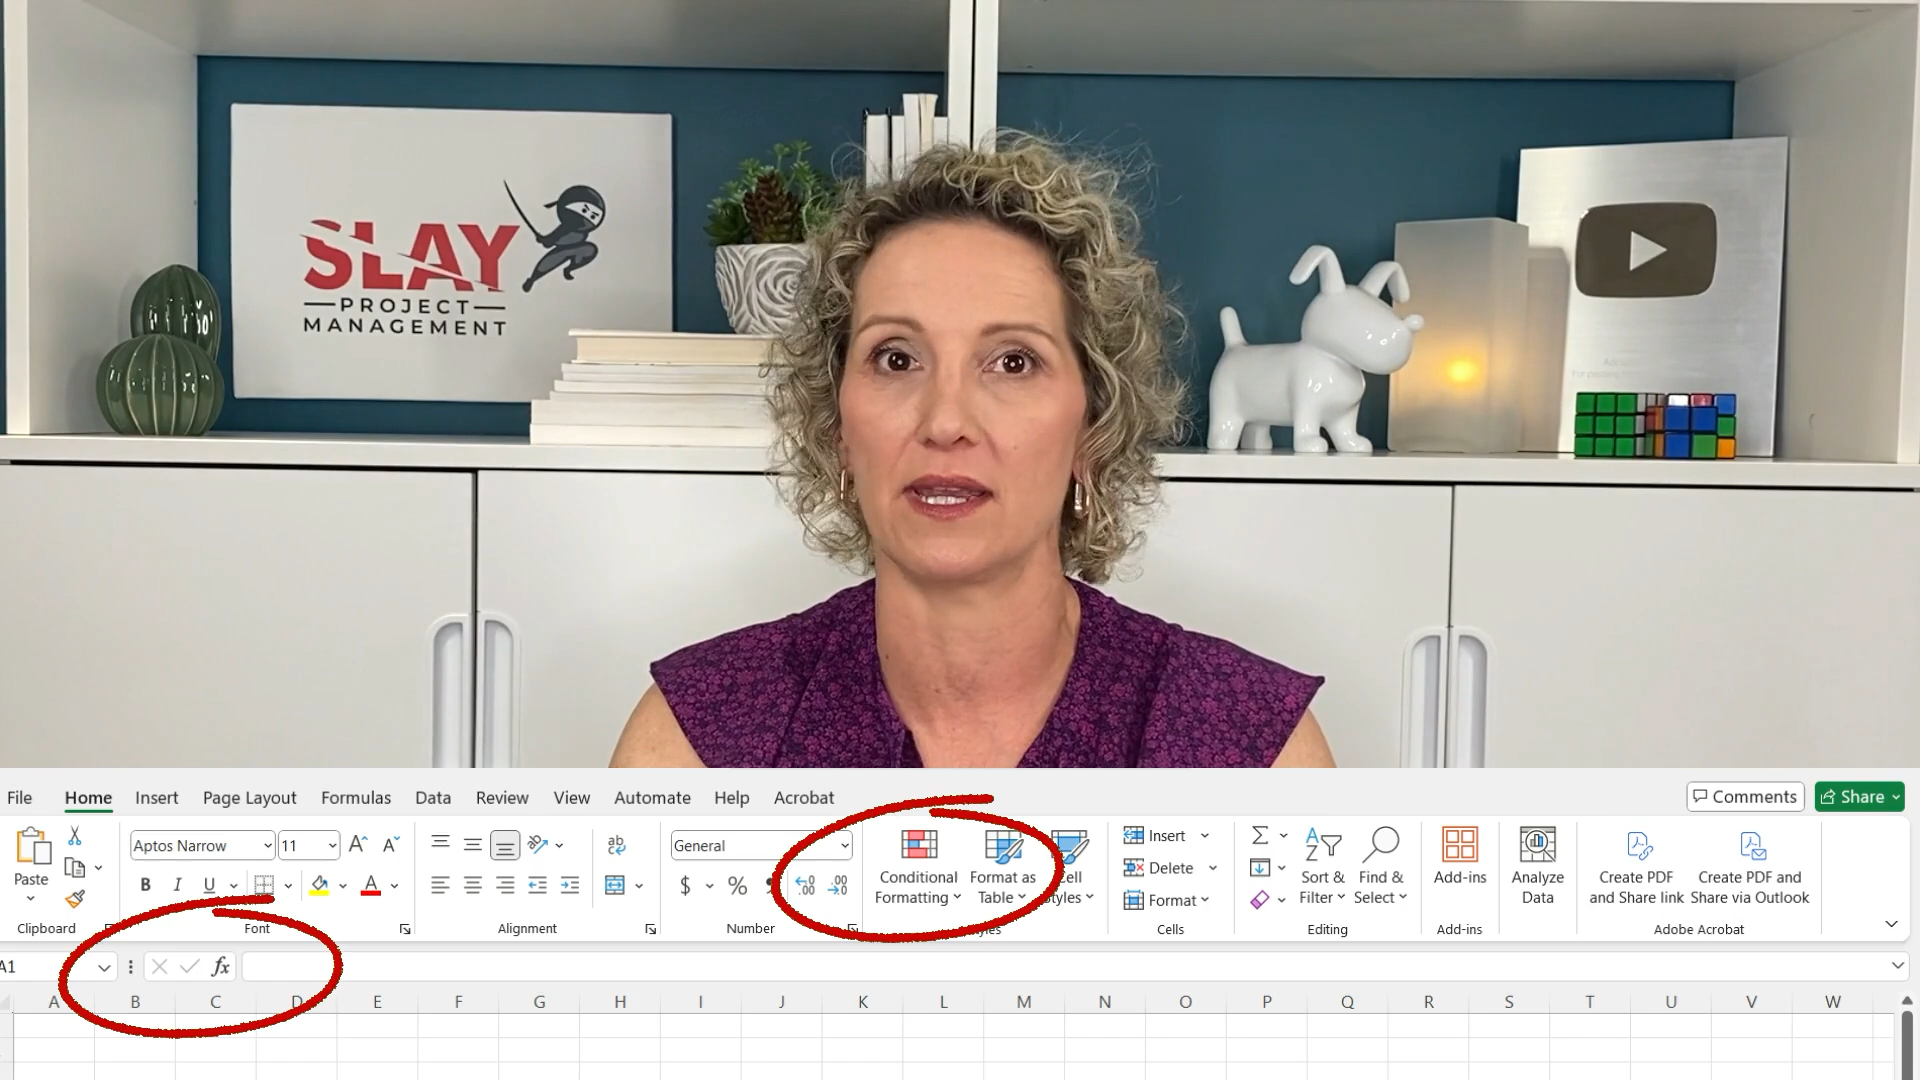 SLAY
PROJECT
MANAGEMENT
File Home Insert Page Layout Formulas Data Review View Automate Help Acrobat Comments Share
Aptos Narrow 11 A A ab General Insert Σ A Z
Paste B I U A $ % .00 .00 Conditional Formatting Format as Table Delete Format Sort & Filter Find & Select Add-ins Analyze Data Create PDF and Share link Create PDF and Share via Outlook
Clipboard Font Alignment Number Cells Editing Add-ins Adobe Acrobat
A1 fx
A B C D E F G H I J K L M N O P Q R S T U V W